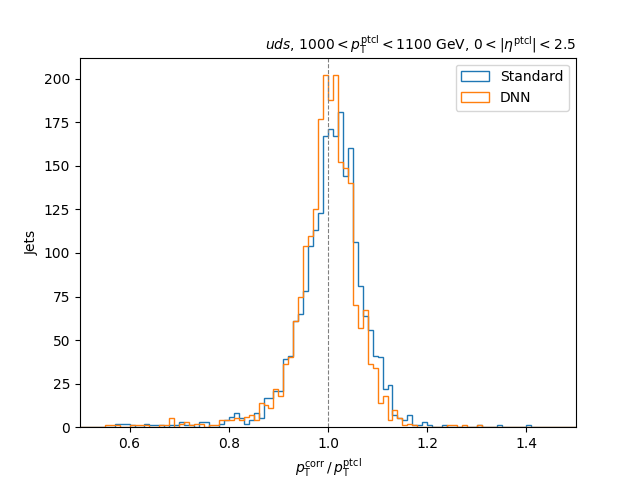 uds, 1000 < p_T^ptcl < 1100 GeV, 0 < |η^ptcl| < 2.5
Standard
DNN
200
175
150
125
100
75
50
25
0
Jets
0.6 0.8 1.0 1.2 1.4
p_T^corr / p_T^ptcl